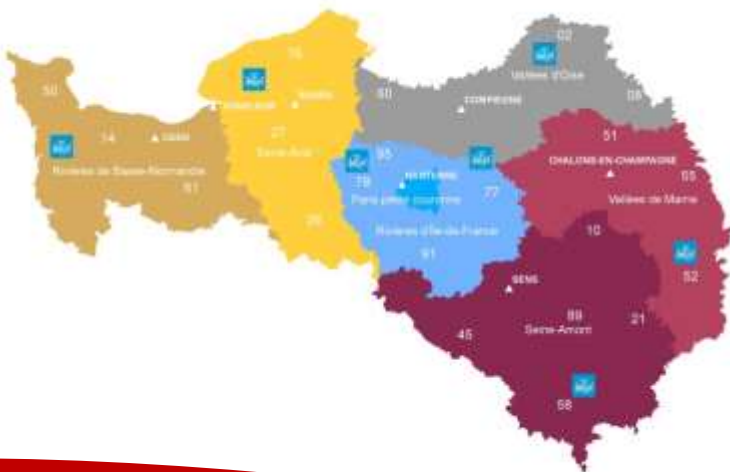 02
Vallées d'Oise
76
50
60
08
COMPIEGNE
ROUEN
14
CAEN
27
Seine-Aval
51
Rivières de Basse-Normandie
61
95
78
NANTERRE
77
Paris petite couronne
CHALONS-EN-CHAMPAGNE
55
Vallées de Marne
28
Rivières d'Ile-de-France
91
10
52
SENS
89
21
Seine-Amont
45
58